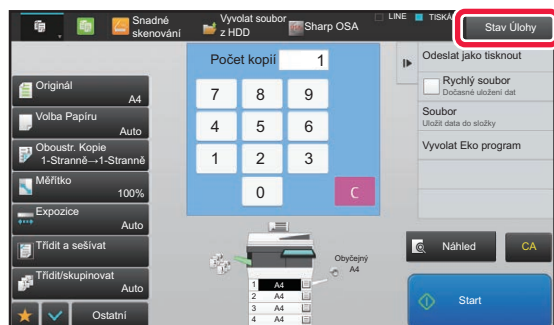 Snadné
skenování
Vyvolat soubor
z HDD
Sharp OSA
LINE
TISKÁ
Stav Úlohy
Originál
A4
Volba Papíru
Auto
Oboustr. Kopie
1-Stranně→1-Stranně
Měřítko
100%
Expozice
Auto
Třídit a sešívat
Třídit/skupinovat
Auto
Ostatní
Počet kopií
1
7 8 9
4 5 6
1 2 3
0 C
Obyčejný
A4
1 A4
2 A4
3 A4
4 A4
Odeslat jako tisknout
Rychlý soubor
Dočasné uložení dat
Soubor
Uložit data do složky
Vyvolat Eko program
Náhled
CA
Start